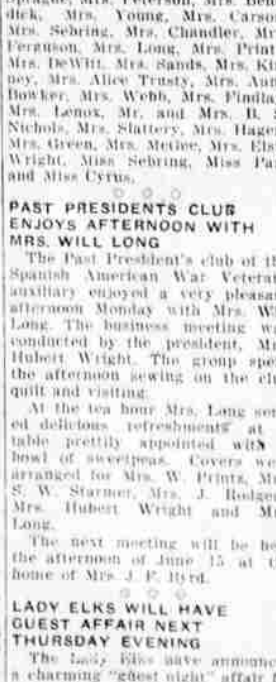 dick, Mrs. Young, Mrs. Carso
Mrs. Sebring, Mrs. Chandler, Mr
Ferguson, Mrs. Long, Mrs. Prin
Mrs. DeWitt, Mrs. Sands, Mrs. Ki
ney, Mrs. Alice Trusty, Mrs. Au
Bowker, Mrs. Webb, Mrs. Findla
Mrs. Lenox, Mr. and Mrs. B. S
Nichols, Mrs. Slattery, Mrs. Hage
Mrs. Green, Mrs. McGee, Mrs. Els
Wright, Miss Sebring, Miss Pa
and Miss Cyrus.
PAST PRESIDENTS CLUB
ENJOYS AFTERNOON WITH
MRS. WILL LONG
The Past President's club of th
Spanish American War Vetera
auxiliary enjoyed a very pleasa
afternoon Monday with Mrs. W
Long. The business meeting w
conducted by the president, M
Hubert Wright. The group spe
the afternoon sewing on the cl
quilt and visiting.
At the tea hour Mrs. Long ser
ed delicious refreshments at
table prettily appointed with
bowl of sweetpeas. Covers we
arranged for Mrs. W. Prints, M
S. W. Starmer, Mrs. J. Rodge
Mrs. Hubert Wright and M
Long.
The next meeting will be he
the afternoon of June 15 at t
home of Mrs. J. F. Byrd.
LADY ELKS WILL HAVE
GUEST AFFAIR NEXT
THURSDAY EVENING
The Lady Elks have announ
a charming "guest night" affair